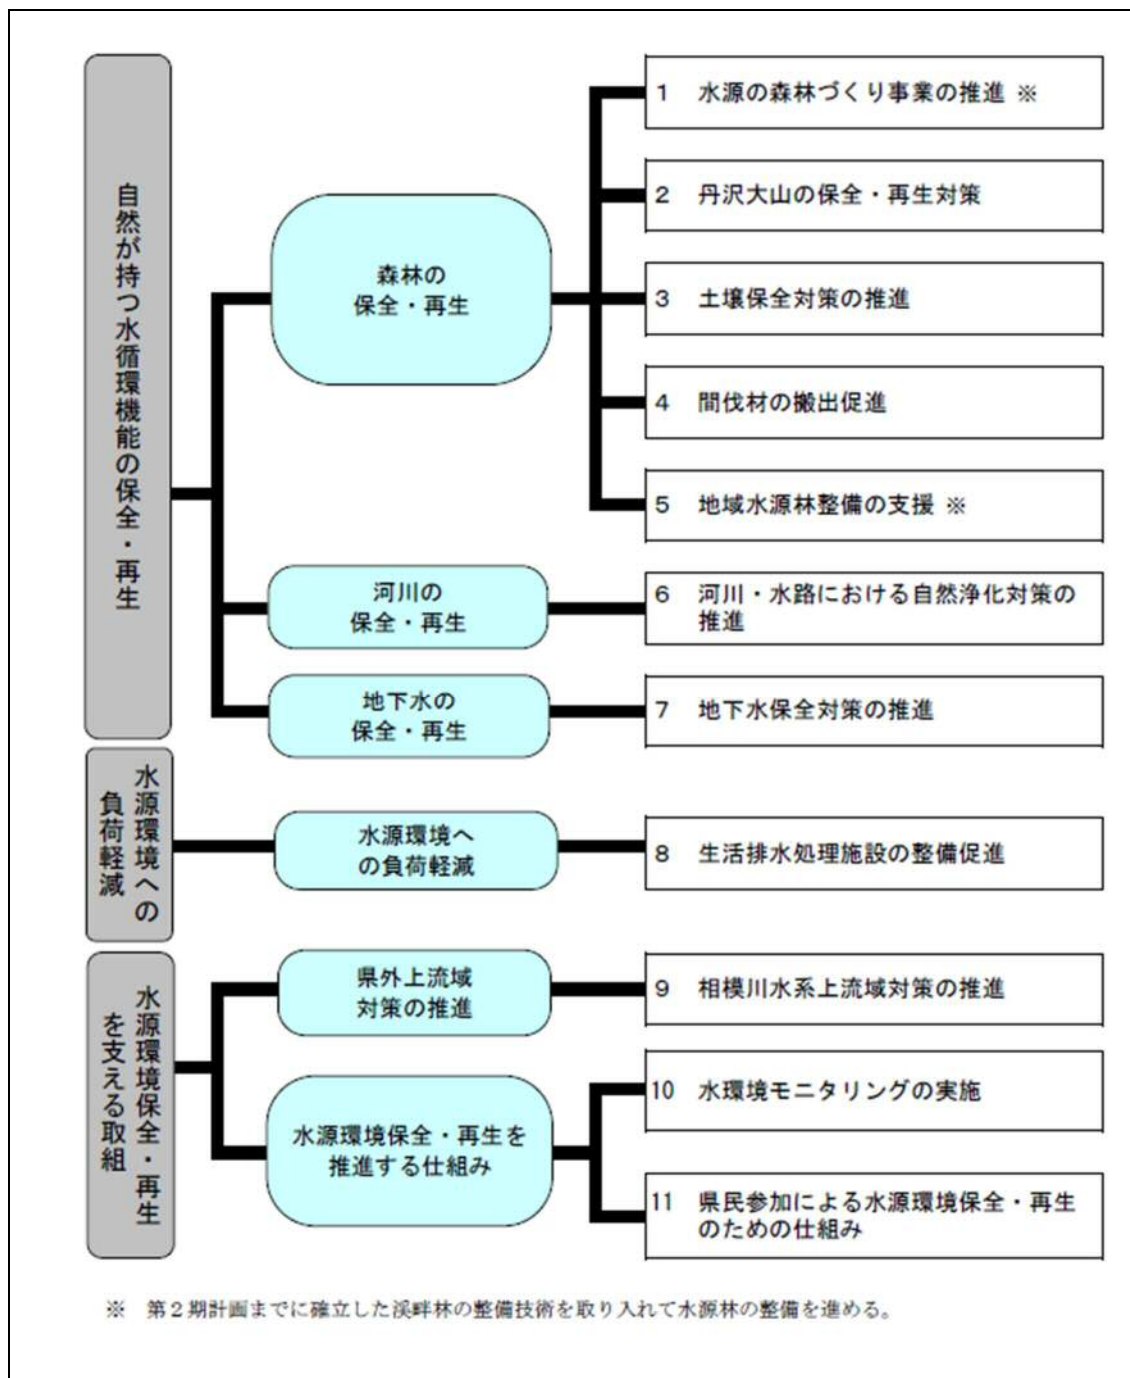 自然が持つ水循環機能の保全・再生
森林の
保全・再生
1 水源の森林づくり事業の推進 ※
2 丹沢大山の保全・再生対策
3 土壌保全対策の推進
4 間伐材の搬出促進
5 地域水源林整備の支援 ※
河川の
保全・再生
6 河川・水路における自然浄化対策の
推進
地下水の
保全・再生
7 地下水保全対策の推進
水源環境への
負荷軽減
水源環境へ
の負荷軽減
8 生活排水処理施設の整備促進
水源環境保全・再生
を支える取組
県外上流域
対策の推進
9 相模川水系上流域対策の推進
水源環境保全・再生を
推進する仕組み
10 水環境モニタリングの実施
11 県民参加による水源環境保全・再生
のための仕組み
※ 第2期計画までに確立した渓畔林の整備技術を取り入れて水源林の整備を進める。